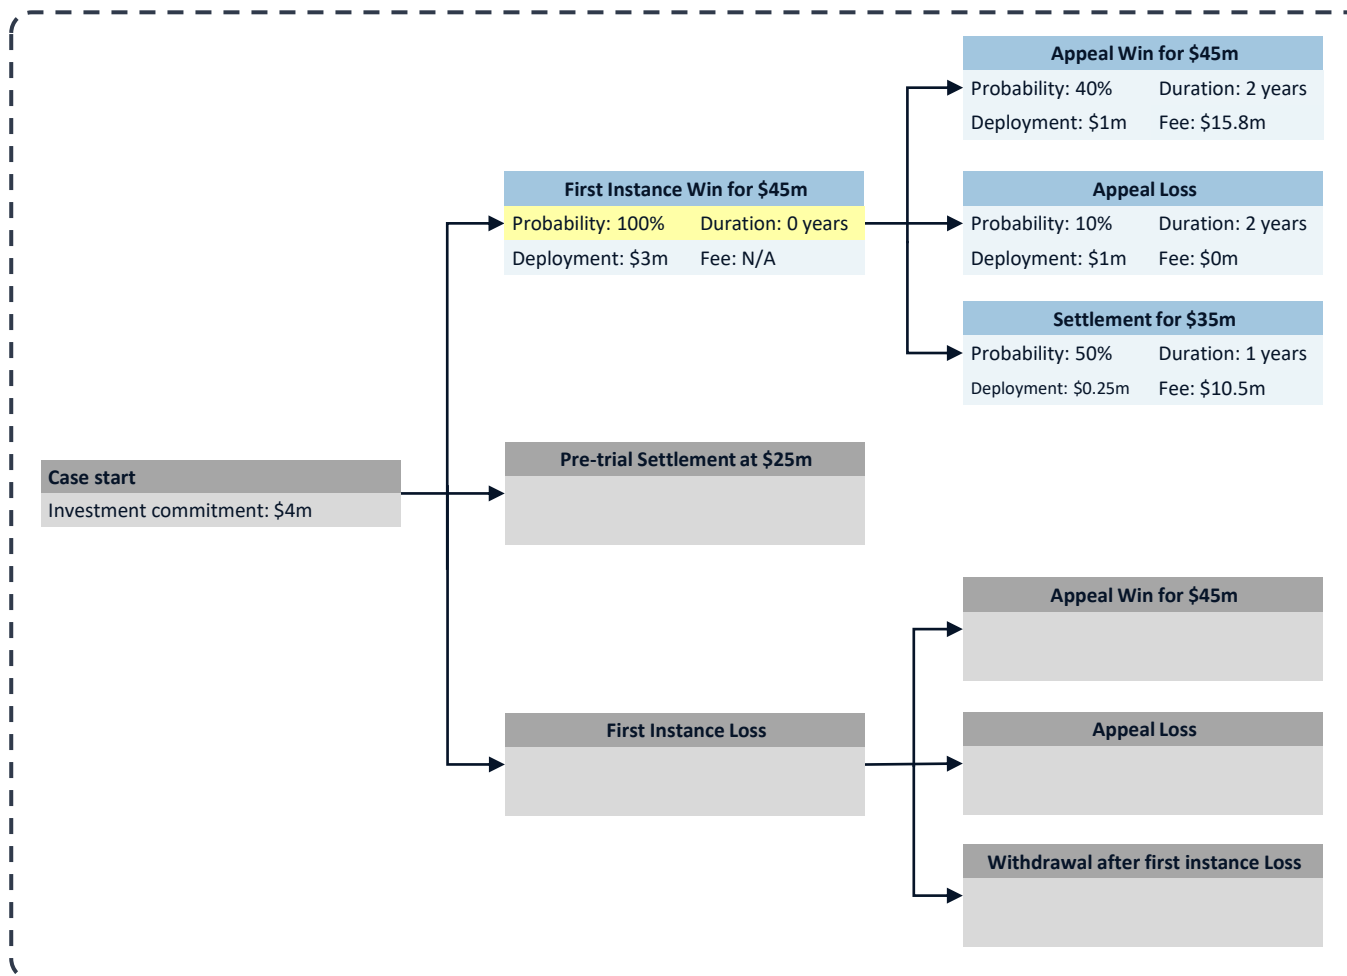 Appeal Win for $45m
Probability: 40% Duration: 2 years
Deployment: $1m Fee: $15.8m
First Instance Win for $45m
Probability: 100% Duration: 0 years
Deployment: $3m Fee: N/A
Appeal Loss
Probability: 10% Duration: 2 years
Deployment: $1m Fee: $0m
Settlement for $35m
Probability: 50% Duration: 1 years
Deployment: $0.25m Fee: $10.5m
Case start
Investment commitment: $4m
Pre-trial Settlement at $25m
First Instance Loss
Appeal Win for $45m
Appeal Loss
Withdrawal after first instance Loss